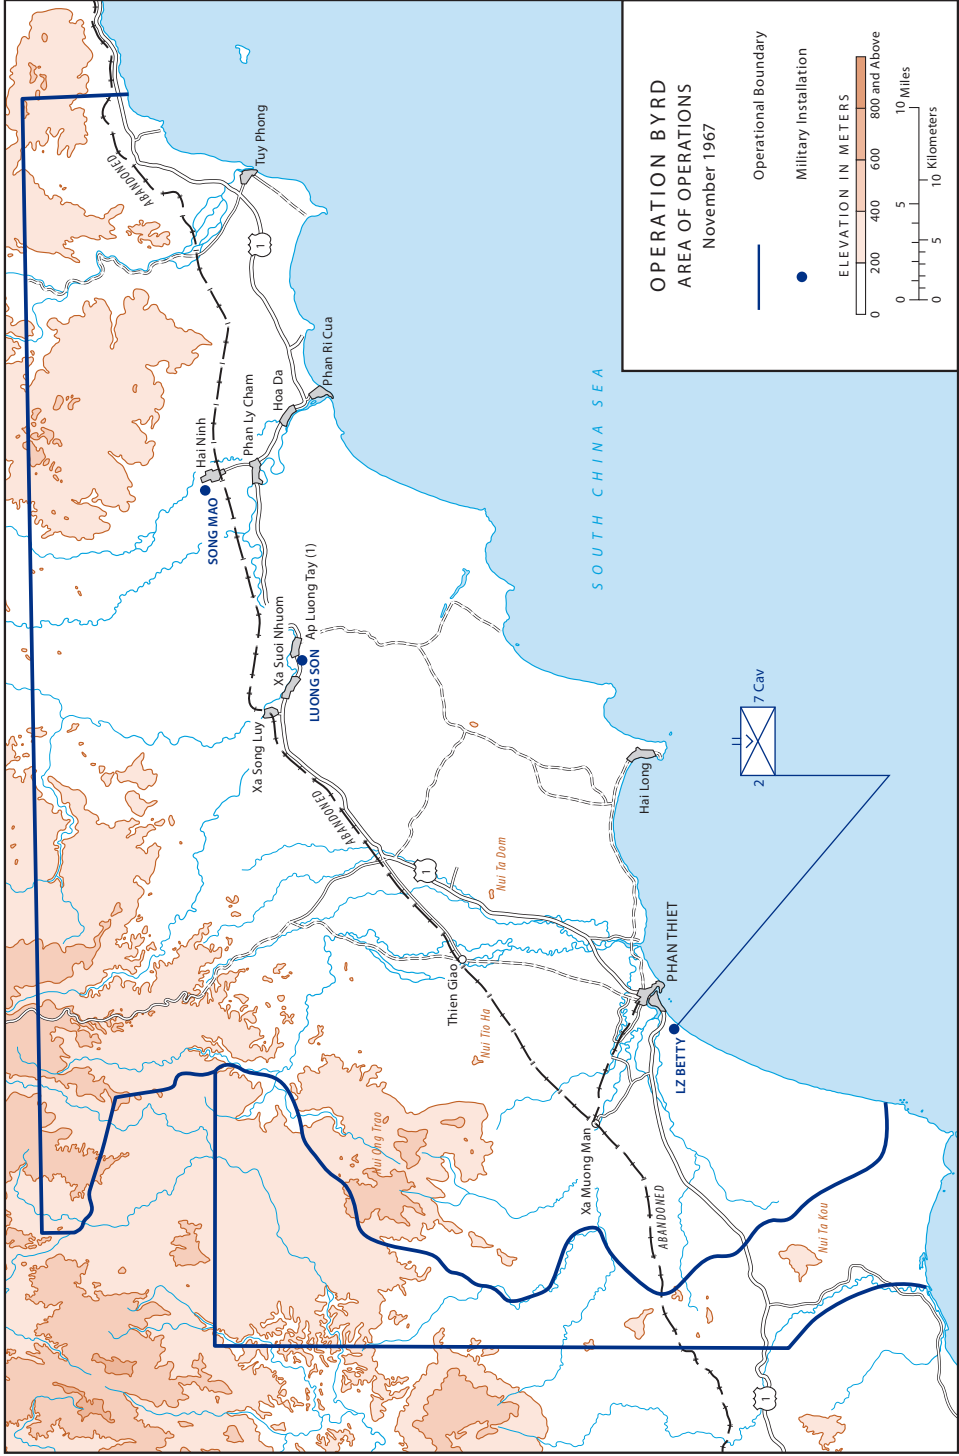 OPERATION BYRD
AREA OF OPERATIONS
November 1967
Operational Boundary
Military Installation
ELEVATION IN METERS
0 200 400 600 800 and Above
0 5 10 Miles
0 5 10 Kilometers
ABANDONED
Tuy Phong
1
Phan Ri Cua
Hoa Da
Phan Ly Cham
Hai Ninh
SONG MAO
Ap Luong Tay (1)
Xa Suoi Nhuom
LUONG SON
Xa Song Luy
ABANDONED
SOUTH CHINA SEA
Hai Long
2 7 Cav
Nui Ta Dom
1
PHAN THIET
Thien Giao
Nui Tio Ha
LZ BETTY
Nui Ong Trao
Xa Muong Man
ABANDONED
Nui Ta Kou
1